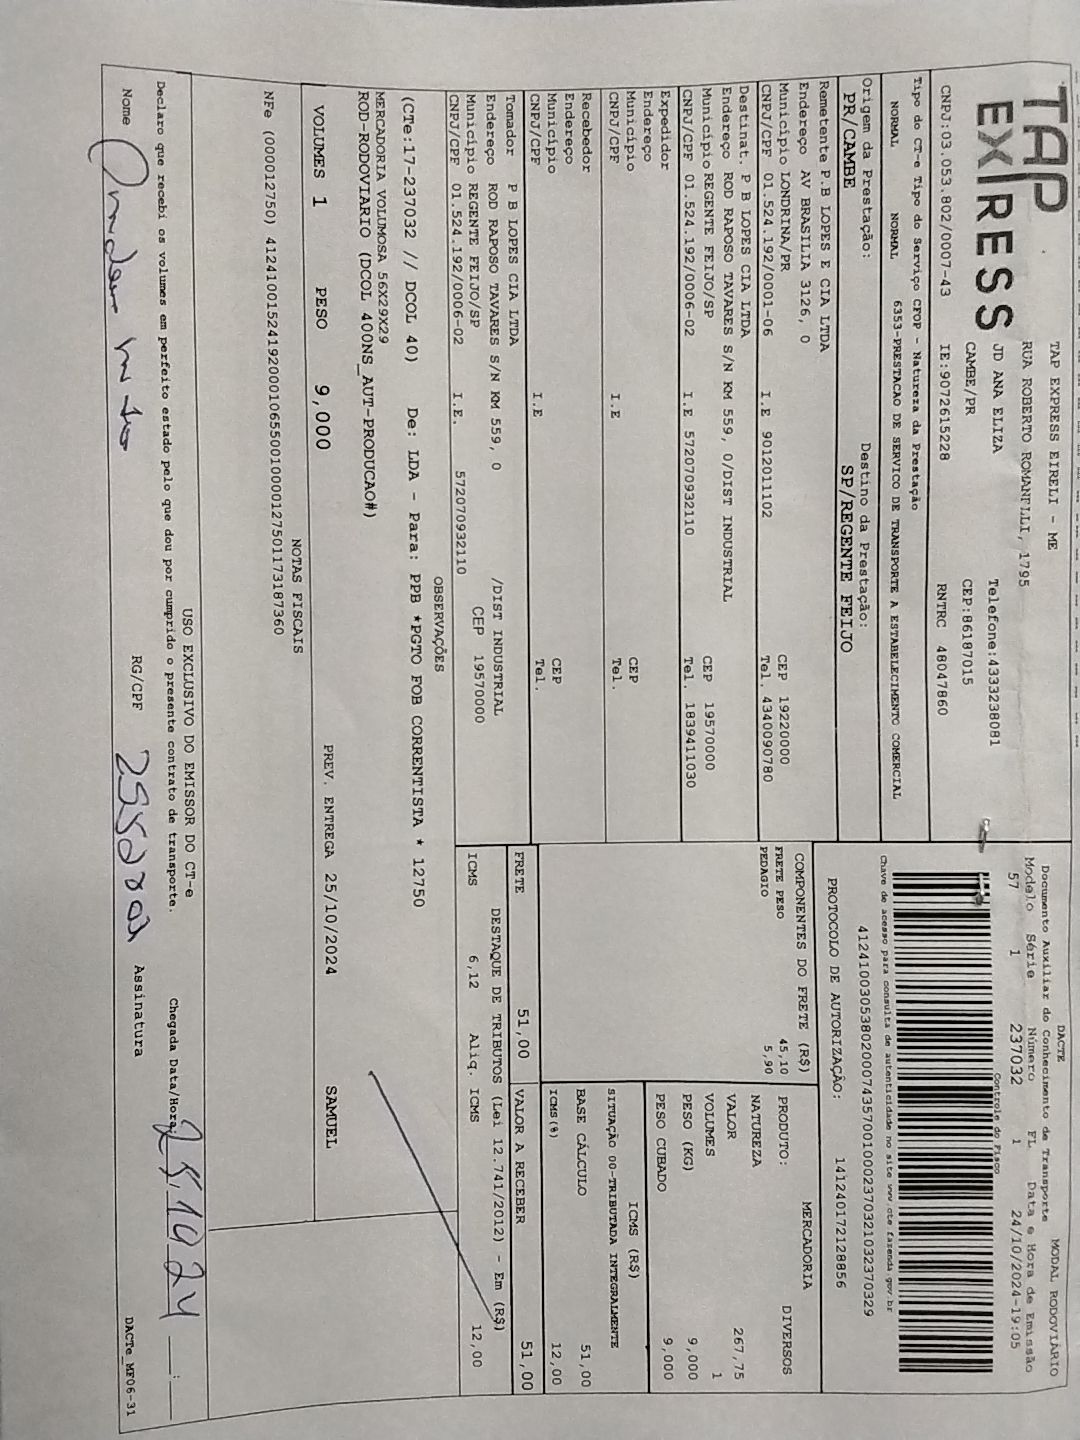 TAP
EXPRESS
TAP EXPRESS EIRELI - ME
RUA ROBERTO ROMANELLI, 1795
JD ANA ELIZA
Telefone:4333238081
CAMBE/PR
CEP:86187015
CNPJ:03.053.802/0007-43 IE:9072615228 RNTRC 48047860
DACTE MODAL RODOVIÁRIO
Documento Auxiliar do Conhecimento de Transporte
Modelo Série Número FL Data e Hora de Emissão
57 1 237032 1 24/10/2024-19:05
Controle do Fisco
Chave de acesso para consulta de autenticidade no site www.cte.fazenda.gov.br
PROTOCOLO DE AUTORIZAÇÃO: 141240172128856
Tipo do CT-e Tipo do Serviço CFOP - Natureza da Prestação
NORMAL NORMAL 6353-PRESTACAO DE SERVICO DE TRANSPORTE A ESTABELECIMENTO COMERCIAL
Origem da Prestação: Destino da Prestação:
PR/CAMBE SP/REGENTE FEIJO
Remetente P.B LOPES E CIA LTDA
Endereço AV BRASILIA 3126, 0
Município LONDRINA/PR CEP 19220000
CNPJ/CPF 01.524.192/0001-06 I.E 9012011102 Tel. 4340090780
Destinat. P B LOPES CIA LTDA
Endereço ROD RAPOSO TAVARES S/N KM 559, 0/DIST INDUSTRIAL
Município REGENTE FEIJO/SP CEP 19570000
CNPJ/CPF 01.524.192/0006-02 I.E 572070932110 Tel. 1839411030
Expedidor
Endereço
Município CEP
CNPJ/CPF I.E Tel.
Recebedor
Endereço
Município CEP
CNPJ/CPF I.E Tel.
Tomador P B LOPES CIA LTDA
Endereço ROD RAPOSO TAVARES S/N KM 559, 0 /DIST INDUSTRIAL
Município REGENTE FEIJO/SP CEP 19570000
CNPJ/CPF 01.524.192/0006-02 I.E. 572070932110
COMPONENTES DO FRETE (R$)
FRETE PESO 45,10
PEDAGIO 5,90
PRODUTO: MERCADORIA
NATUREZA DIVERSOS
VALOR 267,75
VOLUMES 1
PESO (KG) 9,000
PESO CUBADO 9,000
ICMS (R$)
SITUAÇÃO 00-TRIBUTADA INTEGRALMENTE
BASE CÁLCULO 51,00
ICMS(%) 12,00
FRETE 51,00 VALOR A RECEBER 51,00
DESTAQUE DE TRIBUTOS (Lei 12.741/2012) - Em (R$)
ICMS 6,12 Aliq. ICMS 12,00
OBSERVAÇÕES
(CTe:17-237032 // DCOL 40) De: LDA - Para: PPB *PGTO FOB CORRENTISTA * 12750
MERCADORIA VOLUMOSA 56X29X29
ROD-RODOVIARIO (DCOL 400NS_AUT-PRODUCAO#)
VOLUMES 1 PESO 9,000 PREV. ENTREGA 25/10/2024 SAMUEL
NOTAS FISCAIS
NFe (000012750) 41241001524192000106550010000127501173187360
USO EXCLUSIVO DO EMISSOR DO CT-e
Declaro que recebi os volumes em perfeito estado pelo que dou por cumprido o presente contrato de transporte.
Chegada Data/Hora: 25/10/24 :
Nome RG/CPF Assinatura
DACTe_MF06-31